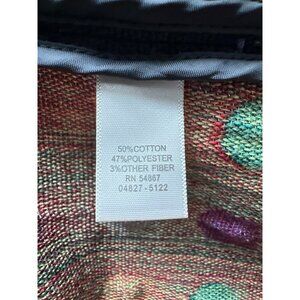 50%COTTON
47%POLYESTER
3%OTHER FIBER
RN 54867
04827-5122